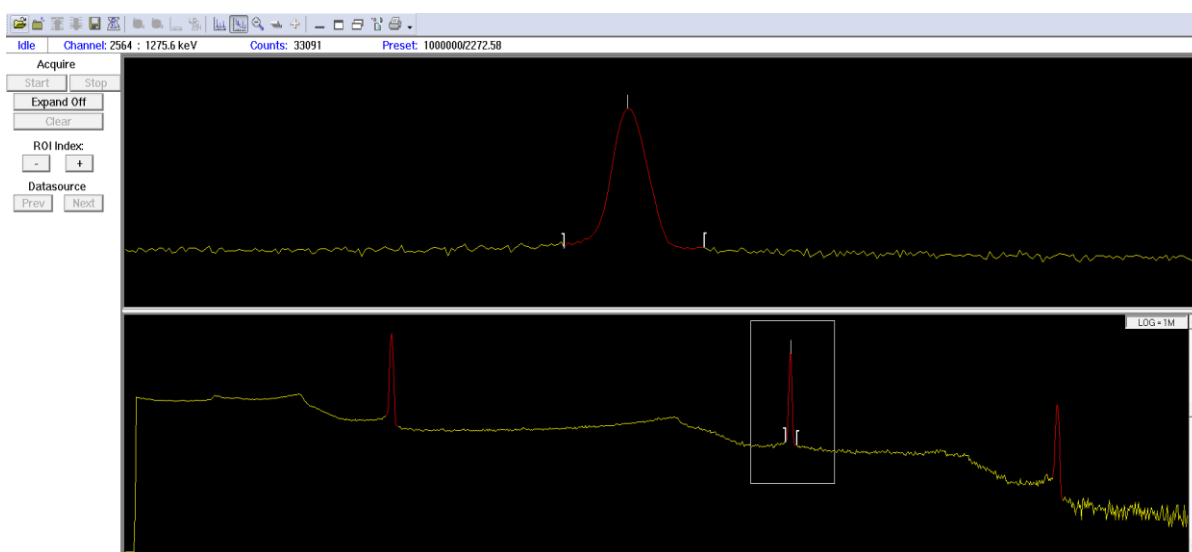 Idle Channel: 2564 : 1275.6 keV Counts: 33091 Preset: 1000000/2272.58
Acquire
Start Stop
Expand Off
Clear
ROI Index:
- +
Datasource
Prev Next
LOG = 1M